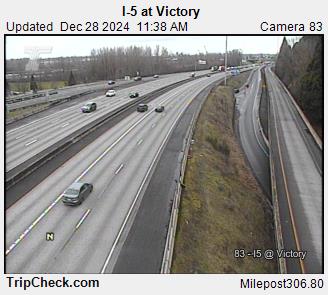 I-5 at Victory
Updated Dec 28 2024 11:38 AM Camera 83
N
83 - I5 @ Victory
TripCheck.com Milepost306.80